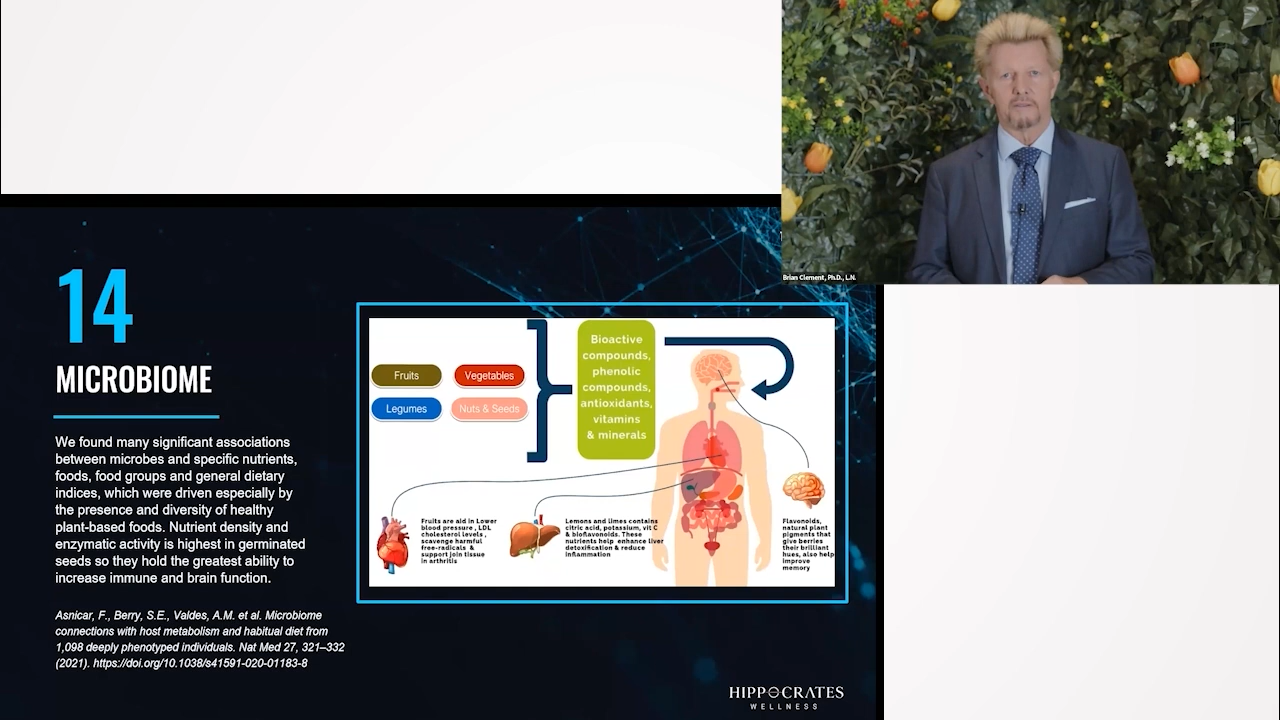 Brian Clement, Ph.D., L.N.
14
MICROBIOME
We found many significant associations
between microbes and specific nutrients,
foods, food groups and general dietary
indices, which were driven especially by
the presence and diversity of healthy
plant-based foods. Nutrient density and
enzymatic activity is highest in germinated
seeds so they hold the greatest ability to
increase immune and brain function.
Asnicar, F., Berry, S.E., Valdes, A.M. et al. Microbiome
connections with host metabolism and habitual diet from
1,098 deeply phenotyped individuals. Nat Med 27, 321–332
(2021). https://doi.org/10.1038/s41591-020-01183-8
Fruits
Vegetables
Legumes
Nuts & Seeds
Bioactive
compounds,
phenolic
compounds,
antioxidants,
vitamins
& minerals
Fruits are aid in Lower
blood pressure , LDL
cholesterol levels ,
scavenge harmful
free-radicals &
support join tissue
in arthritis
Lemons and limes contains
citric acid, potassium, vit C
& bioflavonoids. These
nutrients help enhance liver
detoxification & reduce
inflammation
Flavonoids,
natural plant
pigments that
give berries
their brilliant
hues, also help
improve
memory
HIPPOCRATES
WELLNESS